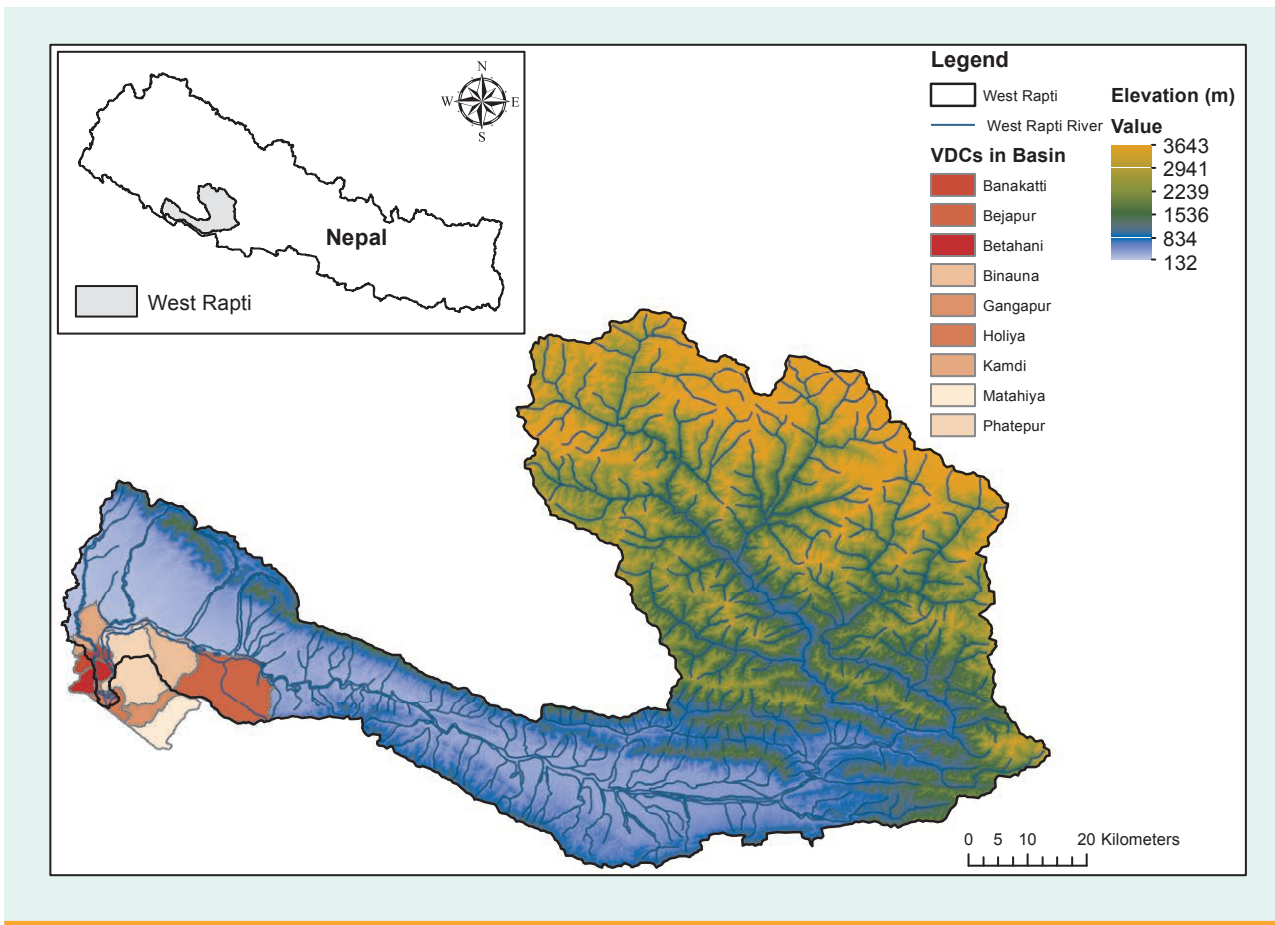 N
W E
S
Nepal
West Rapti
Legend
West Rapti
West Rapti River
VDCs in Basin
Banakatti
Bejapur
Betahani
Binauna
Gangapur
Holiya
Kamdi
Matahiya
Phatepur
Elevation (m)
Value
3643
2941
2239
1536
834
132
0 5 10 20 Kilometers